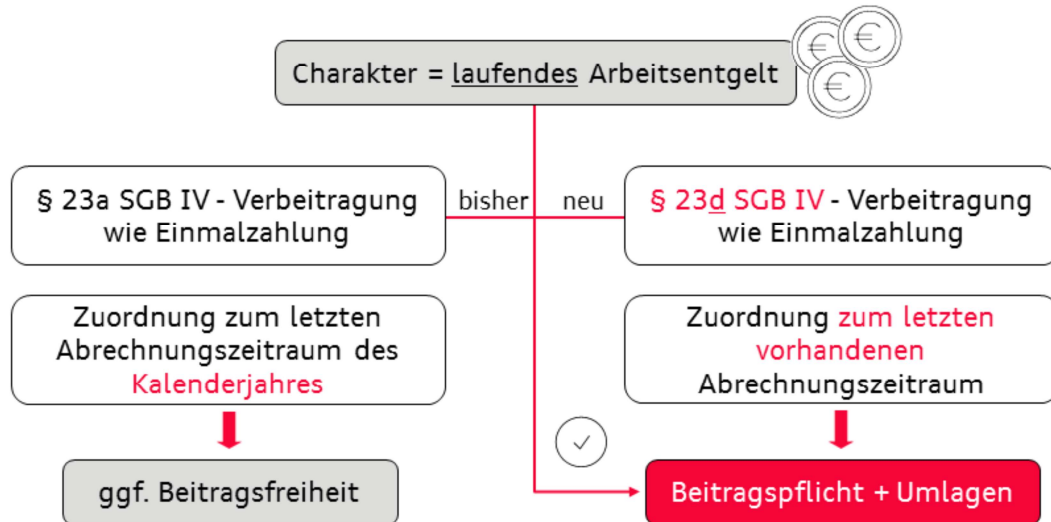 Charakter = laufendes Arbeitsentgelt
€
€
€
§ 23a SGB IV - Verbeitragung
wie Einmalzahlung
bisher
neu
§ 23d SGB IV - Verbeitragung
wie Einmalzahlung
Zuordnung zum letzten
Abrechnungszeitraum des
Kalenderjahres
Zuordnung zum letzten
vorhandenen
Abrechnungszeitraum
ggf. Beitragsfreiheit
Beitragspflicht + Umlagen